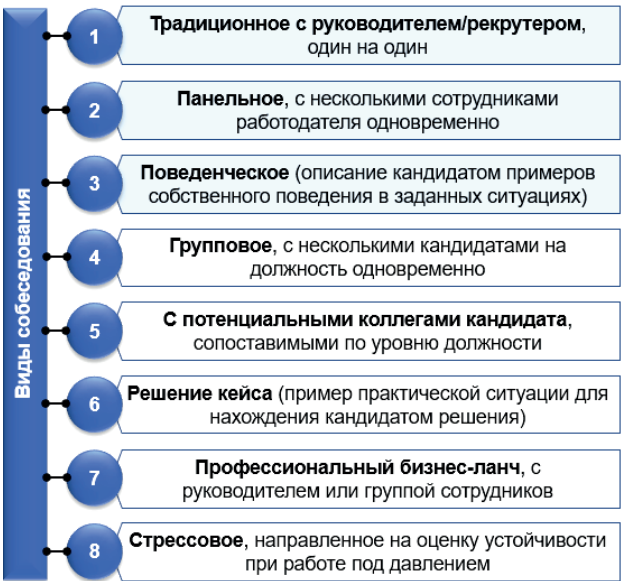 Виды собеседования
1
Традиционное с руководителем/рекрутером,
один на один
2
Панельное, с несколькими сотрудниками
работодателя одновременно
3
Поведенческое (описание кандидатом примеров
собственного поведения в заданных ситуациях)
4
Групповое, с несколькими кандидатами на
должность одновременно
5
С потенциальными коллегами кандидата,
сопоставимыми по уровню должности
6
Решение кейса (пример практической ситуации для
нахождения кандидатом решения)
7
Профессиональный бизнес-ланч, с
руководителем или группой сотрудников
8
Стрессовое, направленное на оценку устойчивости
при работе под давлением